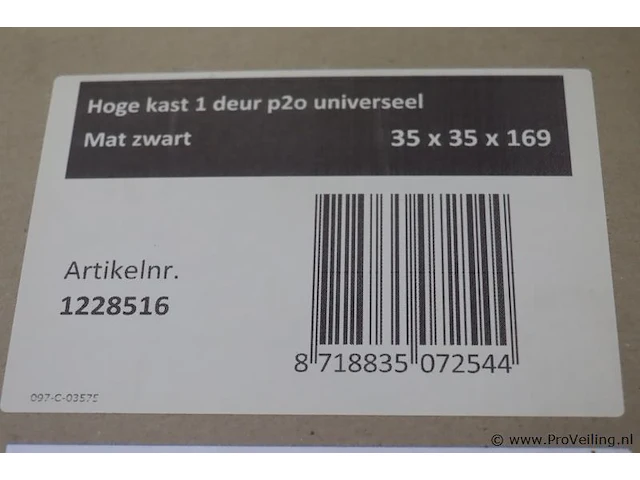 Hoge kast 1 deur p2o universeel
Mat zwart 35 x 35 x 169
Artikelnr.
1228516
8 718835 072544
097-C-03575
© www.ProVeiling.nl